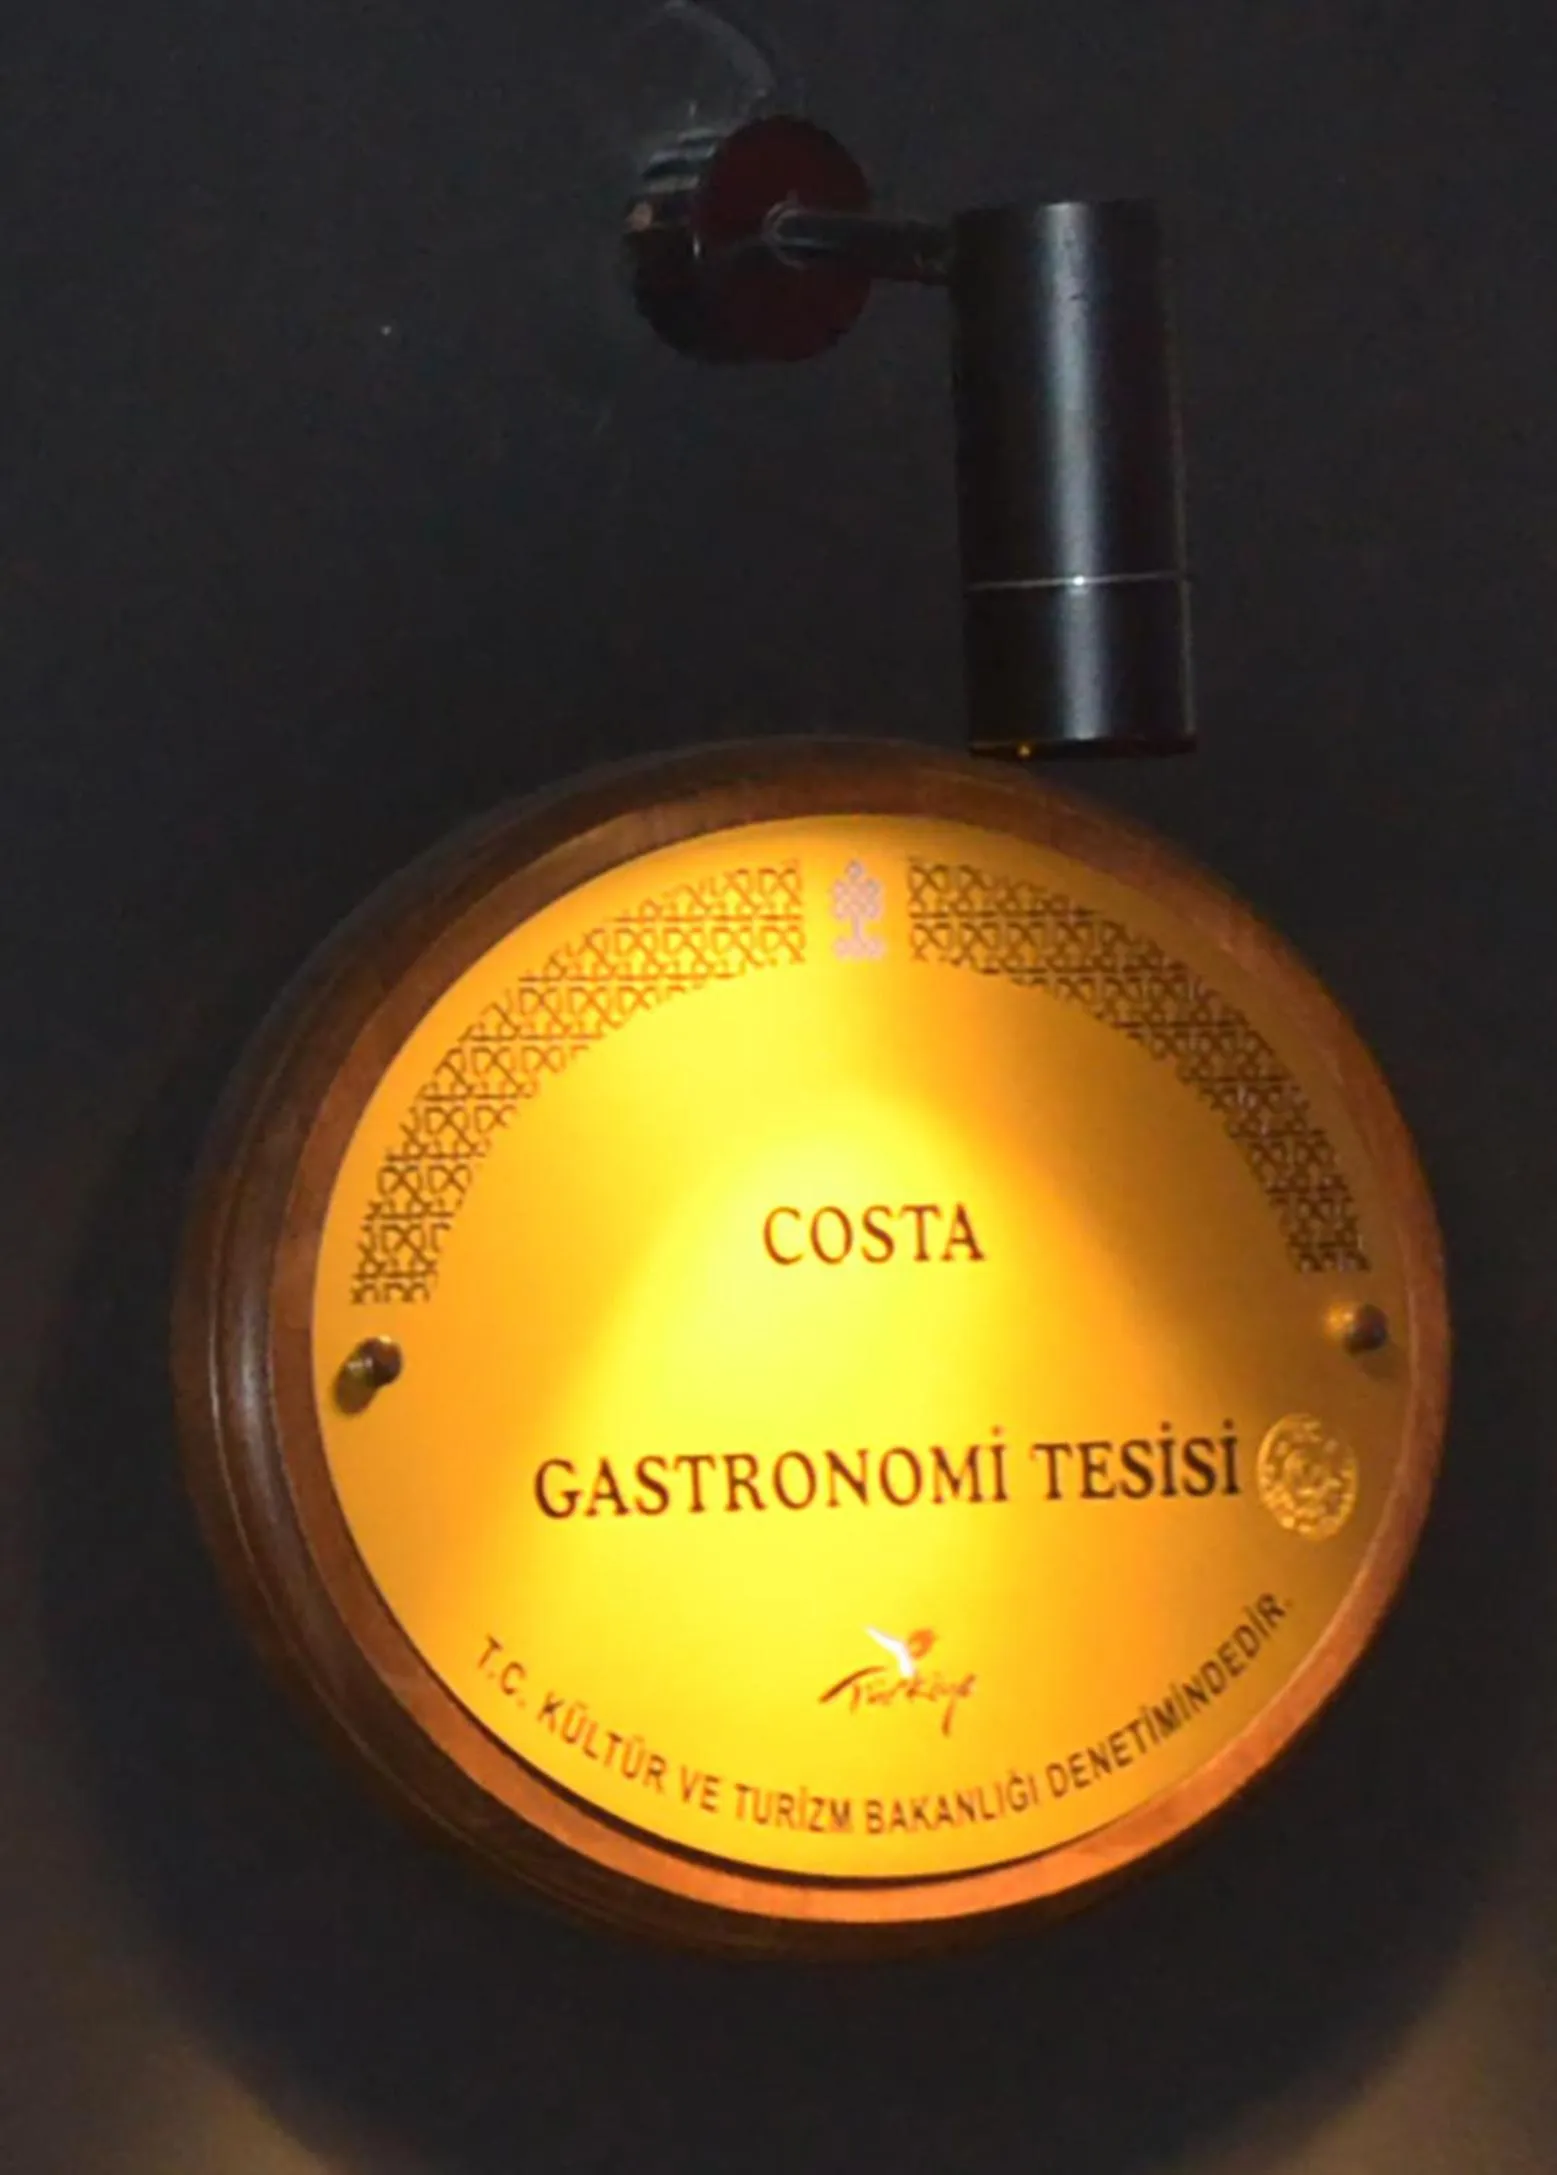 COSTA
GASTRONOMİ TESİSİ
Türkiye
T.C. KÜLTÜR VE TURİZM BAKANLIĞI DENETİMİNDEDİR.